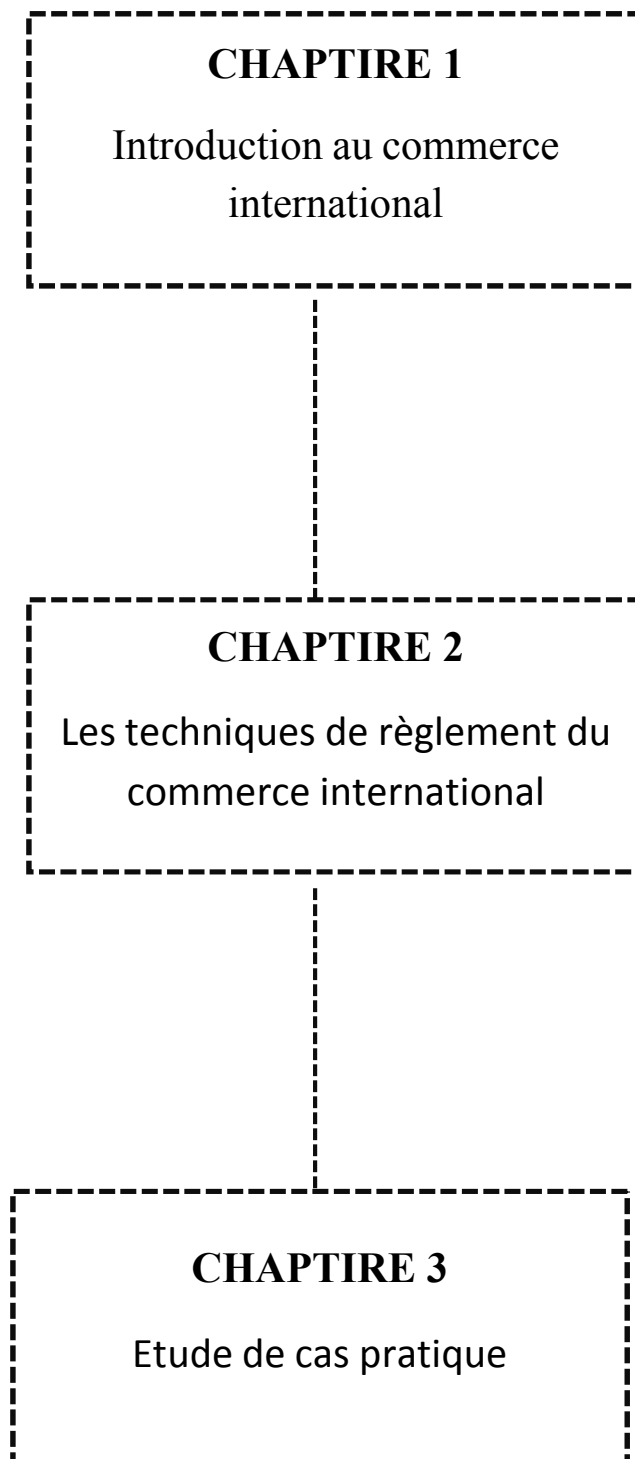 CHAPTIRE 1
Introduction au commerce
international
CHAPTIRE 2
Les techniques de règlement du
commerce international
CHAPTIRE 3
Etude de cas pratique